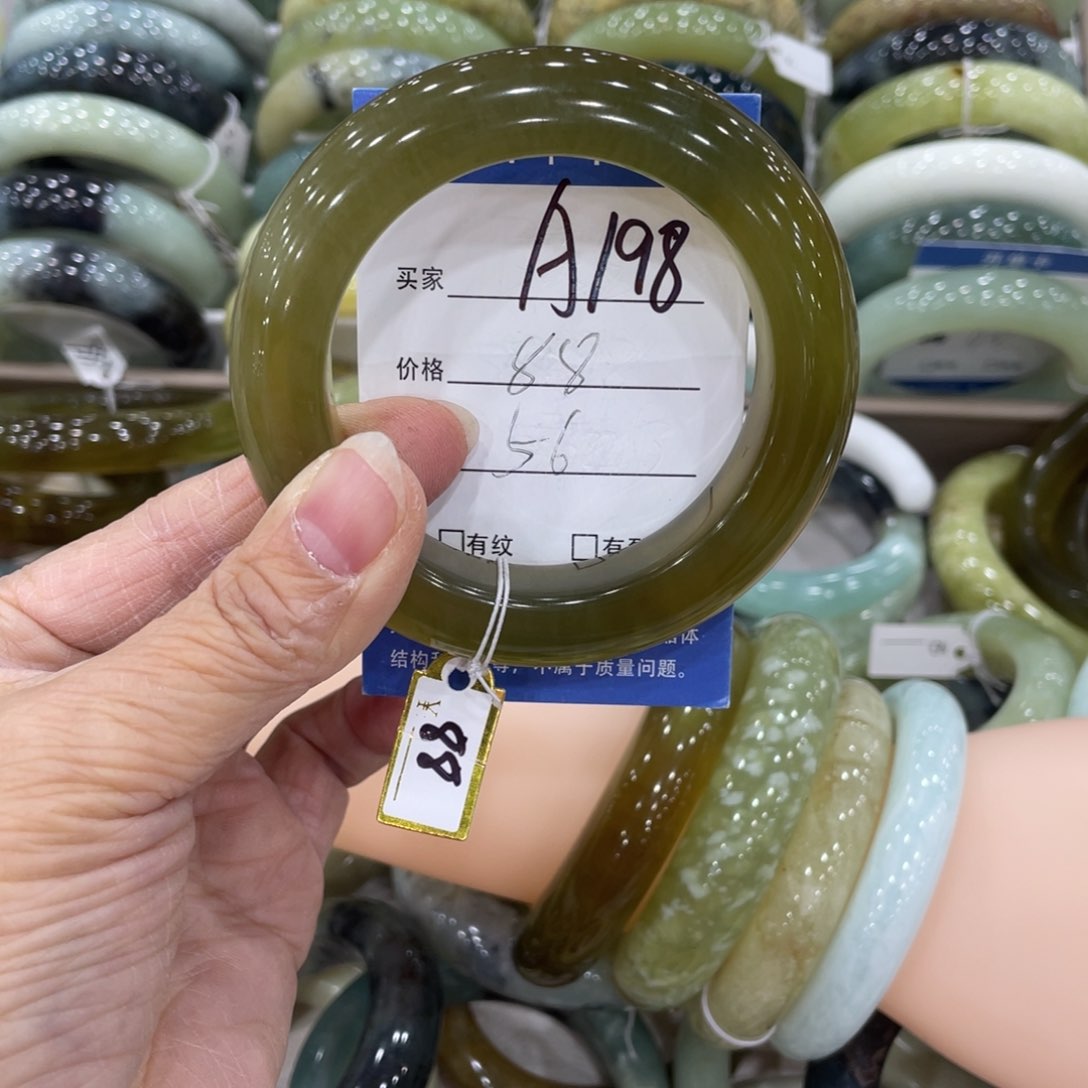 买家 A198
价格 88
56
□有纹 □有
结构 不属于质量问题。
88